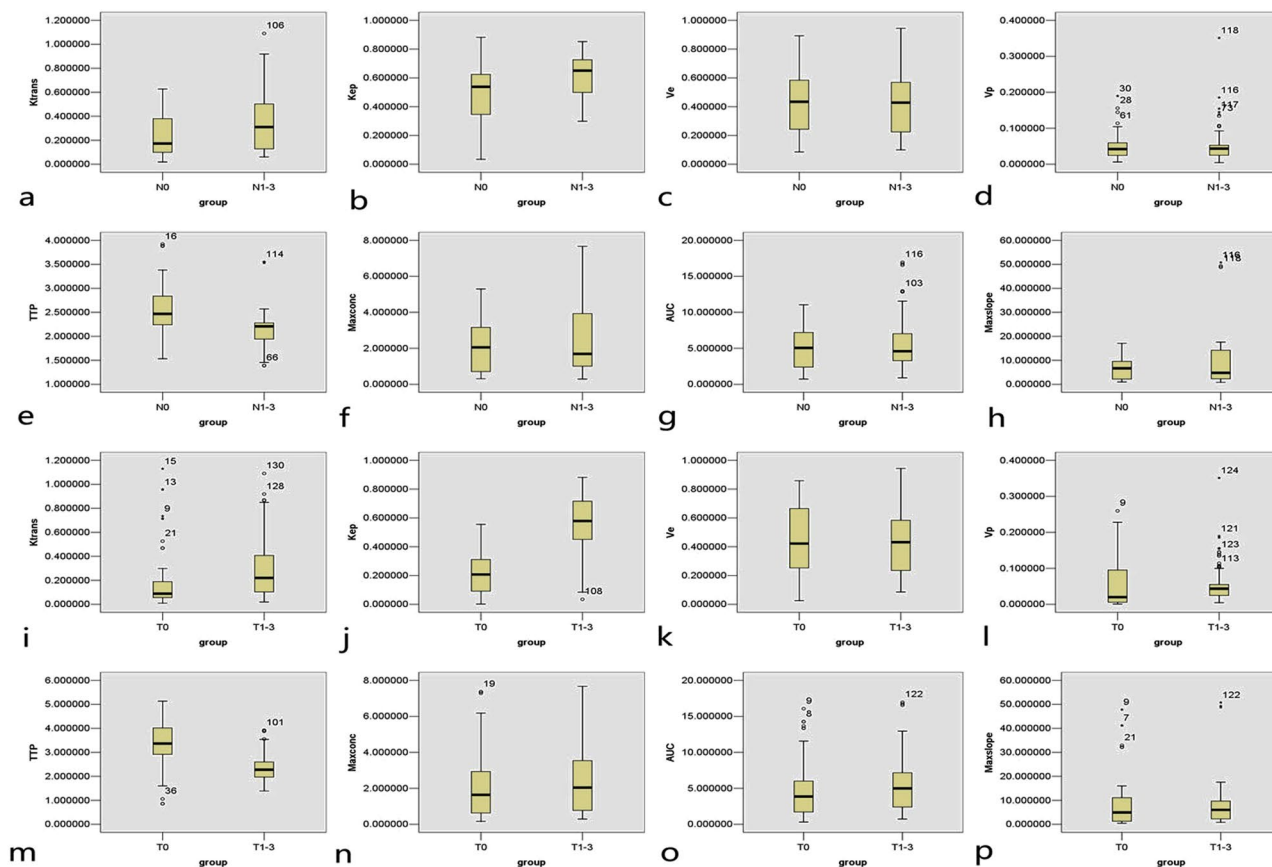 1.200000
1.000000
0.800000
0.600000
0.400000
0.200000
0.000000
Ktrans
106
N0 N1-3
group
a
1.000000
0.800000
0.600000
0.400000
0.200000
0.000000
Kep
N0 N1-3
group
b
1.000000
0.800000
0.600000
0.400000
0.200000
0.000000
Ve
N0 N1-3
group
c
0.400000
0.300000
0.200000
0.100000
0.000000
Vp
30
28
61
118
116
117
73
N0 N1-3
group
d
4.000000
3.500000
3.000000
2.500000
2.000000
1.500000
1.000000
TTP
16
114
66
N0 N1-3
group
e
8.000000
6.000000
4.000000
2.000000
0.000000
Maxconc
N0 N1-3
group
f
20.000000
15.000000
10.000000
5.000000
0.000000
AUC
116
103
N0 N1-3
group
g
60.000000
50.000000
40.000000
30.000000
20.000000
10.000000
0.000000
Maxslope
116
118
N0 N1-3
group
h
1.200000
1.000000
0.800000
0.600000
0.400000
0.200000
0.000000
Ktrans
15
13
9
21
130
128
T0 T1-3
group
i
1.000000
0.800000
0.600000
0.400000
0.200000
0.000000
Kep
108
T0 T1-3
group
j
1.000000
0.800000
0.600000
0.400000
0.200000
0.000000
Ve
T0 T1-3
group
k
0.400000
0.300000
0.200000
0.100000
0.000000
Vp
9
124
121
123
113
T0 T1-3
group
l
6.000000
5.000000
4.000000
3.000000
2.000000
1.000000
0.000000
TTP
36
101
T0 T1-3
group
m
8.000000
6.000000
4.000000
2.000000
0.000000
Maxconc
19
T0 T1-3
group
n
20.000000
15.000000
10.000000
5.000000
0.000000
AUC
9
8
122
T0 T1-3
group
o
60.000000
50.000000
40.000000
30.000000
20.000000
10.000000
0.000000
Maxslope
9
7
21
122
T0 T1-3
group
p